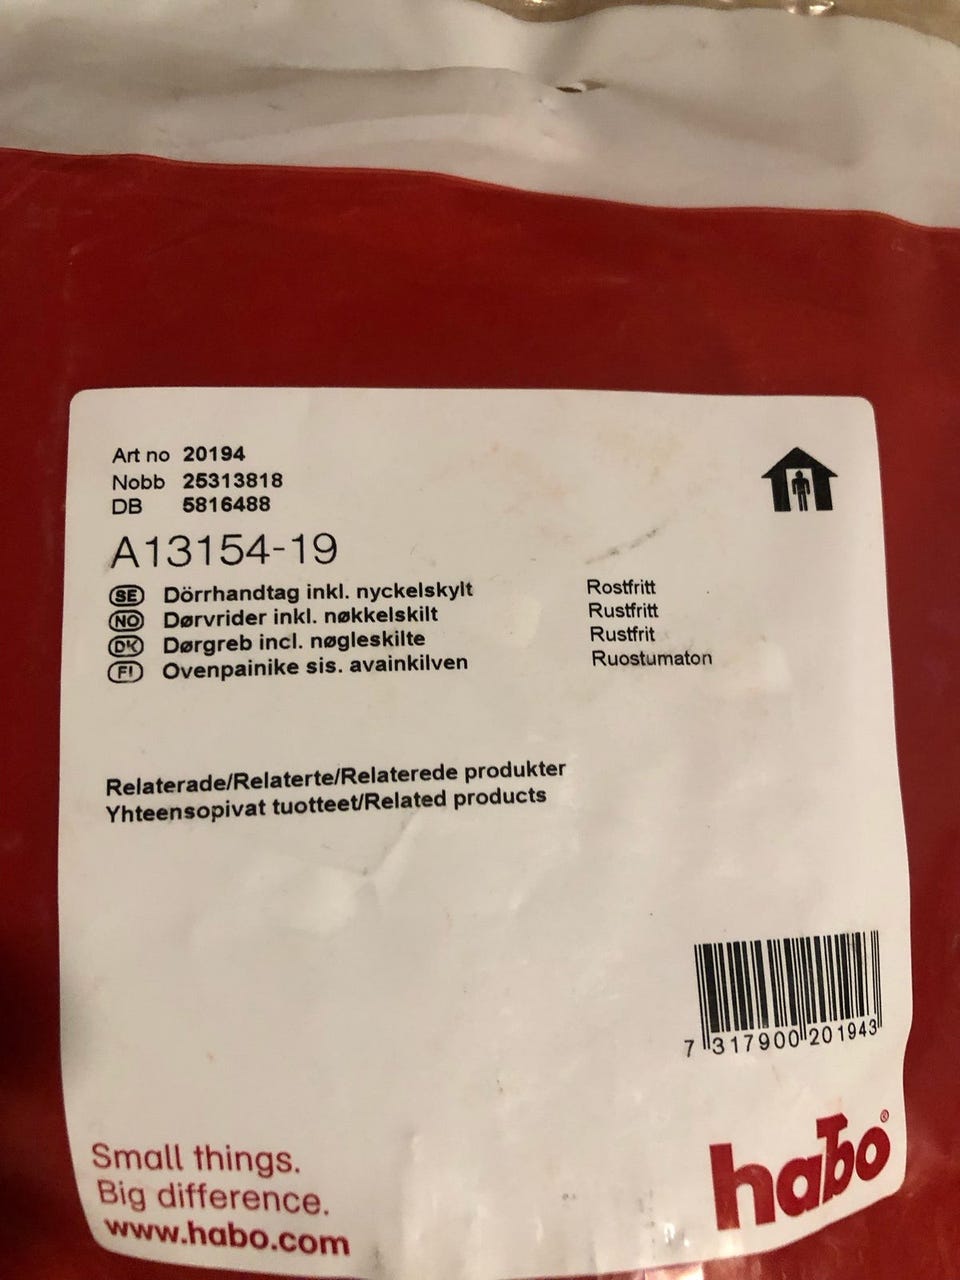 Art no 20194
Nobb 25313818
DB 5816488
A13154-19
SE Dörrhandtag inkl. nyckelskylt Rostfritt
NO Dørvrider inkl. nøkkelskilt Rustfritt
DK Dørgreb incl. nøgleskilte Rustfrit
FI Ovenpainike sis. avainkilven Ruostumaton
Relaterade/Relaterte/Relaterede produkter
Yhteensopivat tuotteet/Related products
7 317900 201943
Small things.
Big difference.
www.habo.com
habo®